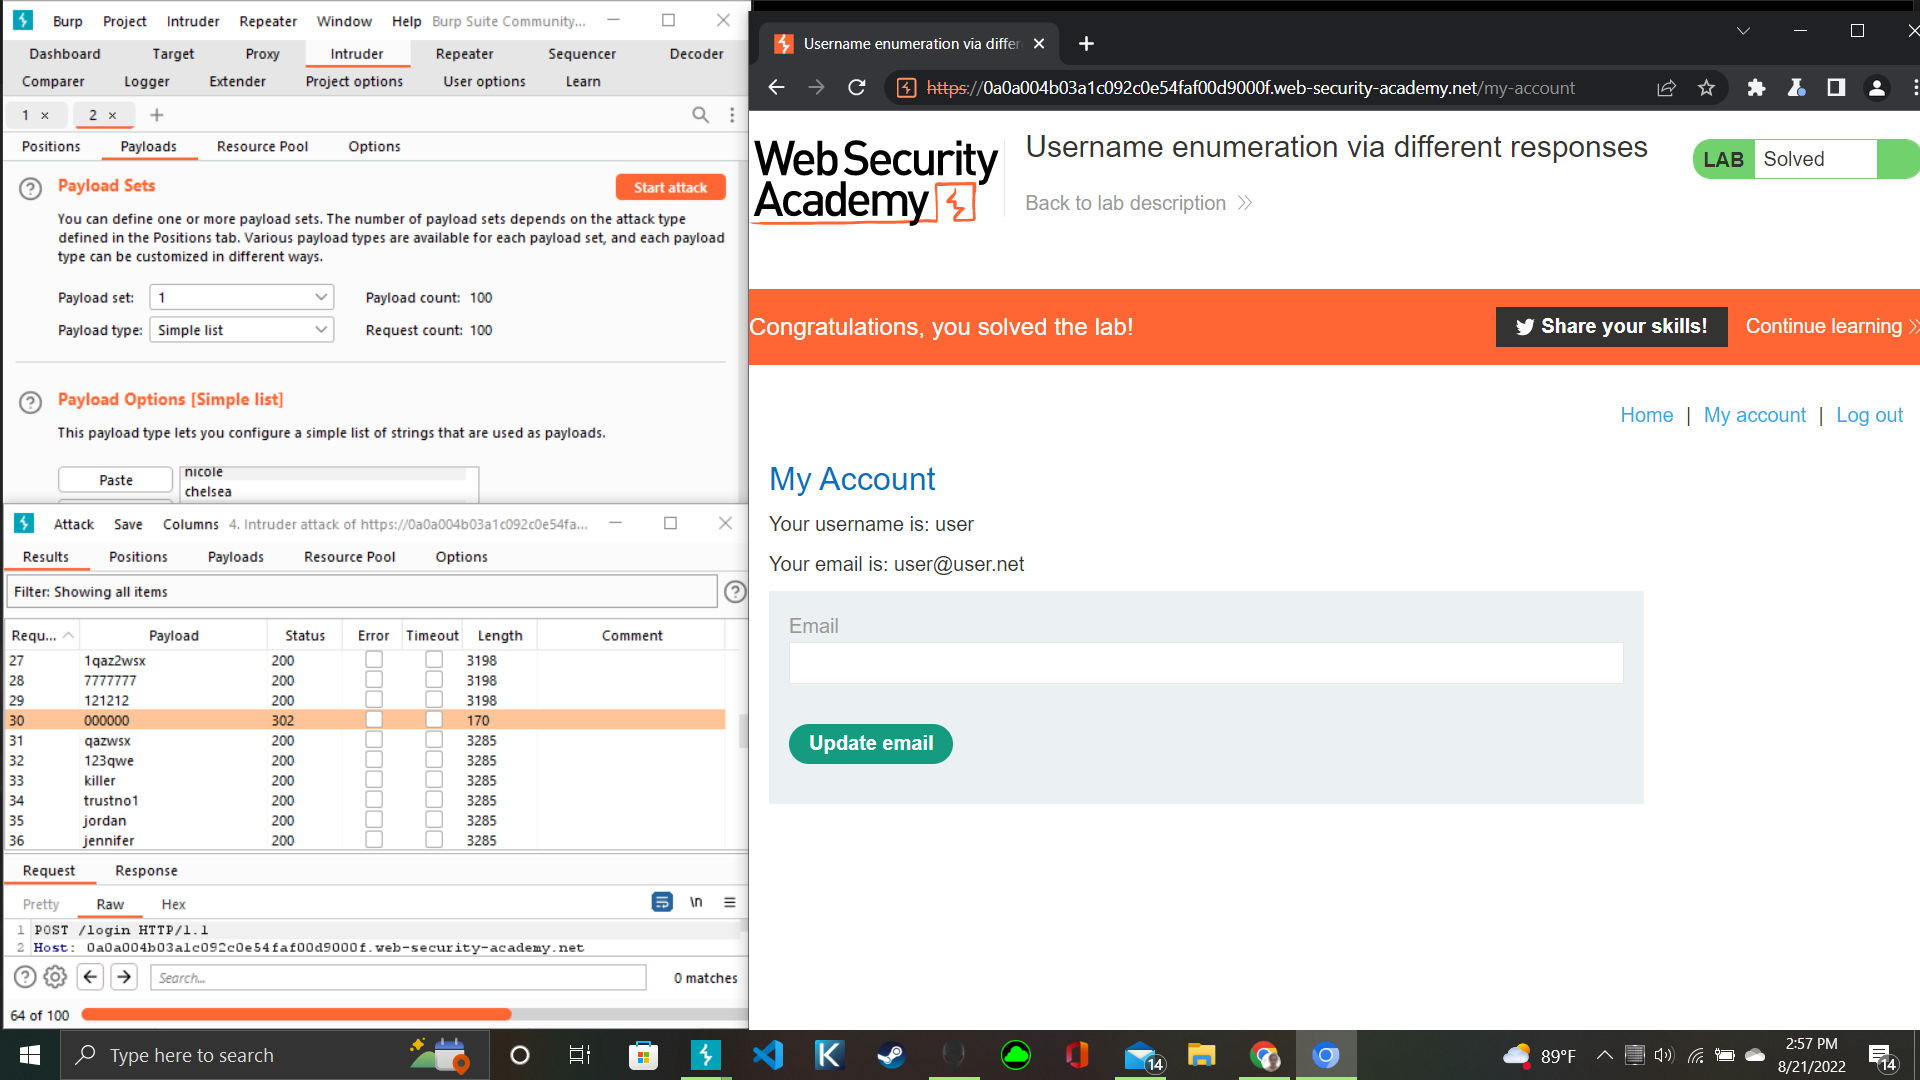 Burp Project Intruder Repeater Window Help Burp Suite Community...
Dashboard Target Proxy Intruder Repeater Sequencer Decoder
Comparer Logger Extender Project options User options Learn
1 × 2 × +
Positions Payloads Resource Pool Options
Payload Sets
Start attack
You can define one or more payload sets. The number of payload sets depends on the attack type
defined in the Positions tab. Various payload types are available for each payload set, and each payload
type can be customized in different ways.
Payload set: 1 Payload count: 100
Payload type: Simple list Request count: 100
Payload Options [Simple list]
This payload type lets you configure a simple list of strings that are used as payloads.
Paste
nicole
chelsea
Attack Save Columns 4. Intruder attack of https://0a0a004b03a1c092c0e54fa...
Results Positions Payloads Resource Pool Options
Filter: Showing all items
Requ... Payload Status Error Timeout Length Comment
27 1qaz2wsx 200 3198
28 7777777 200 3198
29 121212 200 3198
30 000000 302 170
31 qazwsx 200 3285
32 123qwe 200 3285
33 killer 200 3285
34 trustno1 200 3285
35 jordan 200 3285
36 jennifer 200 3285
Request Response
Pretty Raw Hex \n
1 POST /login HTTP/1.1
2 Host: 0a0a004b03a1c092c0e54faf00d9000f.web-security-academy.net
Search... 0 matches
64 of 100
Username enumeration via differ
https://0a0a004b03a1c092c0e54faf00d9000f.web-security-academy.net/my-account
Web Security
Academy
Username enumeration via different responses
Back to lab description
LAB Solved
Congratulations, you solved the lab!
Share your skills!
Continue learning
Home | My account | Log out
My Account
Your username is: user
Your email is: user@user.net
Email
Update email
Type here to search
14
89°F
2:57 PM
8/21/2022
14